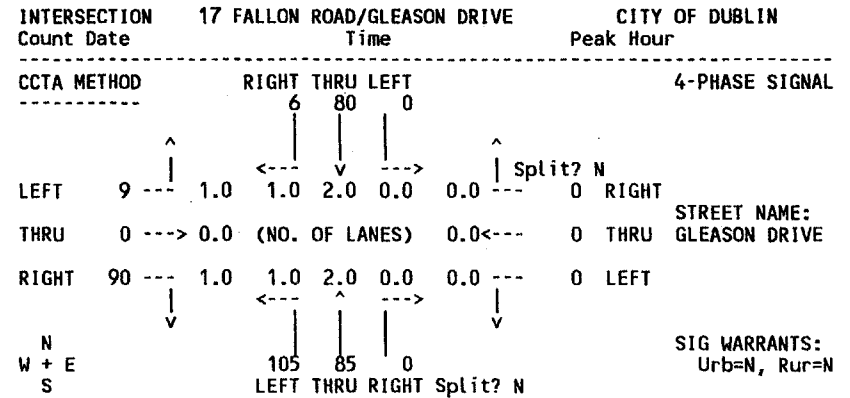 INTERSECTION 17 FALLON ROAD/GLEASON DRIVE CITY OF DUBLIN
Count Date Time Peak Hour
------------------------------------------------------------
CCTA METHOD RIGHT THRU LEFT 4-PHASE SIGNAL
----------- 6 80 0
^ | | | ^
| <--- v ---> | Split? N
LEFT 9 --- 1.0 1.0 2.0 0.0 0.0 --- 0 RIGHT
STREET NAME:
THRU 0 ---> 0.0 (NO. OF LANES) 0.0<--- 0 THRU GLEASON DRIVE
RIGHT 90 --- 1.0 1.0 2.0 0.0 0.0 --- 0 LEFT
| <--- ^ ---> |
v | | | v
N SIG WARRANTS:
W + E 105 85 0 Urb=N, Rur=N
S LEFT THRU RIGHT Split? N